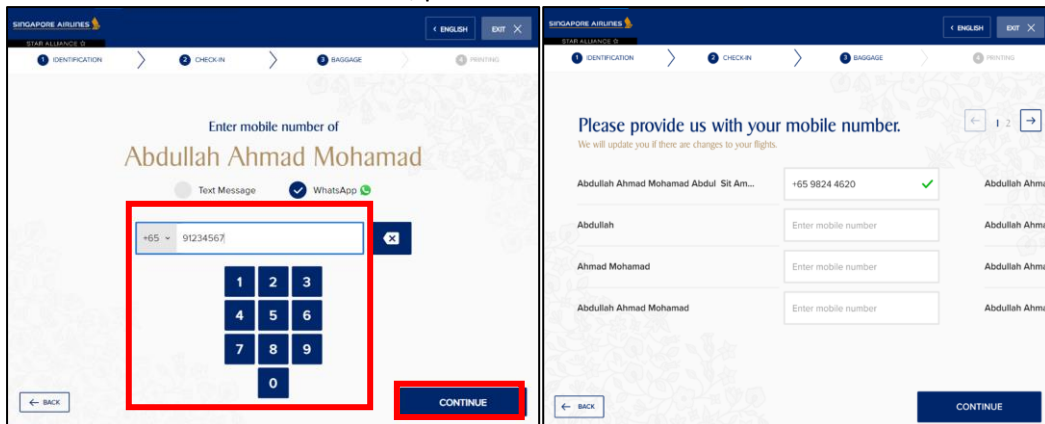 SINGAPORE AIRLINES
STAR ALLIANCE
< ENGLISH
EXIT X
1 IDENTIFICATION
2 CHECK-IN
3 BAGGAGE
4 PRINTING
Enter mobile number of
Abdullah Ahmad Mohamad
Text Message
WhatsApp
+65 91234567
1 2 3
4 5 6
7 8 9
0
← BACK
CONTINUE
SINGAPORE AIRLINES
STAR ALLIANCE
< ENGLISH
EXIT X
1 IDENTIFICATION
2 CHECK-IN
3 BAGGAGE
4 PRINTING
Please provide us with your mobile number.
← 1 2 →
We will update you if there are changes to your flights.
Abdullah Ahmad Mohamad Abdul Sit Am...
+65 9824 4620
Abdullah Ahma
Abdullah
Enter mobile number
Abdullah Ahma
Ahmad Mohamad
Enter mobile number
Abdullah Ahma
Abdullah Ahmad Mohamad
Enter mobile number
Abdullah Ahma
← BACK
CONTINUE